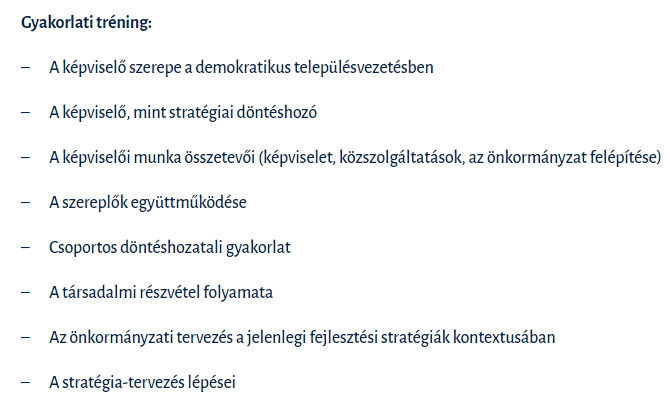 Gyakorlati tréning:
– A képviselő szerepe a demokratikus településvezetésben
– A képviselő, mint stratégiai döntéshozó
– A képviselői munka összetevői (képviselet, közszolgáltatások, az önkormányzat felépítése)
– A szereplők együttműködése
– Csoportos döntéshozatali gyakorlat
– A társadalmi részvétel folyamata
– Az önkormányzati tervezés a jelenlegi fejlesztési stratégiák kontextusában
– A stratégia-tervezés lépései